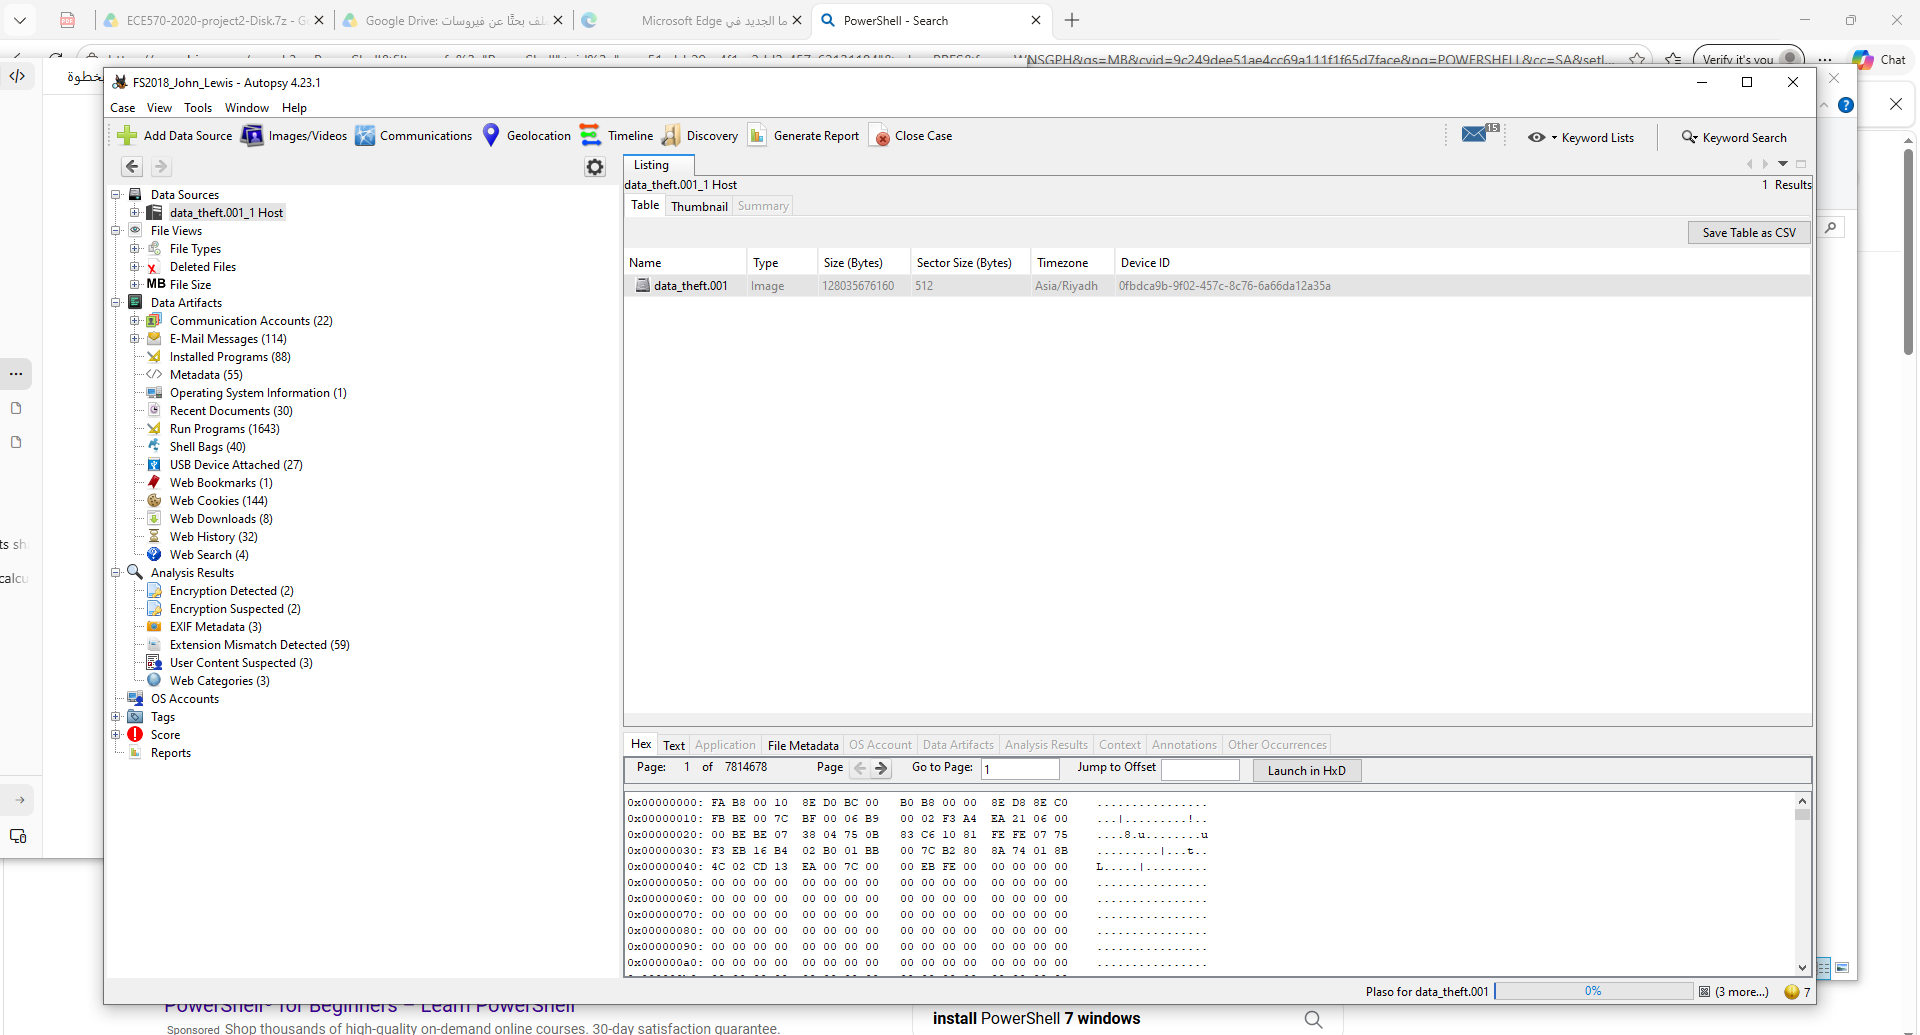 ECE570-2020-project2-Disk.7z - G
Google Drive: ملف بحثًا عن فيروسات
ما الجديد في Microsoft Edge
PowerShell - Search
WNSGPH&qs=MB&cvid=9c249dee51ae4cc69a111f1f65d7face&pq=POWERSHELL&cc=SA&setl...
Verify it's you
Chat
FS2018_John_Lewis - Autopsy 4.23.1
Case View Tools Window Help
Add Data Source Images/Videos Communications Geolocation Timeline Discovery Generate Report Close Case
15
Keyword Lists
Keyword Search
Data Sources
data_theft.001_1 Host
File Views
File Types
Deleted Files
MB File Size
Data Artifacts
Communication Accounts (22)
E-Mail Messages (114)
Installed Programs (88)
Metadata (55)
Operating System Information (1)
Recent Documents (30)
Run Programs (1643)
Shell Bags (40)
USB Device Attached (27)
Web Bookmarks (1)
Web Cookies (144)
Web Downloads (8)
Web History (32)
Web Search (4)
Analysis Results
Encryption Detected (2)
Encryption Suspected (2)
EXIF Metadata (3)
Extension Mismatch Detected (59)
User Content Suspected (3)
Web Categories (3)
OS Accounts
Tags
Score
Reports
Listing
data_theft.001_1 Host
1 Results
Table Thumbnail Summary
Save Table as CSV
Name Type Size (Bytes) Sector Size (Bytes) Timezone Device ID
data_theft.001 Image 128035676160 512 Asia/Riyadh 0fbdca9b-9f02-457c-8c76-6a66da12a35a
Hex Text Application File Metadata OS Account Data Artifacts Analysis Results Context Annotations Other Occurrences
Page: 1 of 7814678 Page Go to Page: 1 Jump to Offset Launch in HxD
0x00000000: FA B8 00 10 8E D0 BC 00 B0 B8 00 00 8E D8 8E C0 ................
0x00000010: FB BE 00 7C BF 00 06 B9 00 02 F3 A4 EA 21 06 00 ...|.........!..
0x00000020: 00 BE BE 07 38 04 75 0B 83 C6 10 81 FE FE 07 75 ....8.u........u
0x00000030: F3 EB 16 B4 02 B0 01 BB 00 7C B2 80 8A 74 01 8B .........|...t..
0x00000040: 4C 02 CD 13 EA 00 7C 00 00 EB FE 00 00 00 00 00 L.....|.........
0x00000050: 00 00 00 00 00 00 00 00 00 00 00 00 00 00 00 00 ................
0x00000060: 00 00 00 00 00 00 00 00 00 00 00 00 00 00 00 00 ................
0x00000070: 00 00 00 00 00 00 00 00 00 00 00 00 00 00 00 00 ................
0x00000080: 00 00 00 00 00 00 00 00 00 00 00 00 00 00 00 00 ................
0x00000090: 00 00 00 00 00 00 00 00 00 00 00 00 00 00 00 00 ................
0x000000a0: 00 00 00 00 00 00 00 00 00 00 00 00 00 00 00 00 ................
Plaso for data_theft.001 0% (3 more...) 7
PowerShell® for Beginners – Learn PowerShell
Sponsored Shop thousands of high-quality on-demand online courses. 30-day satisfaction guarantee.
install PowerShell 7 windows